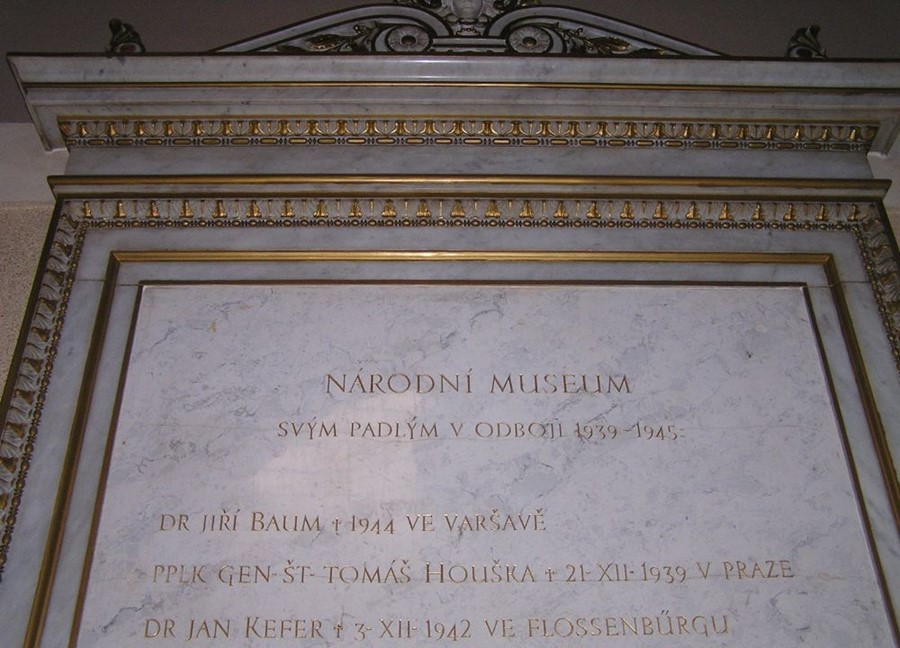 NÁRODNÍ MUSEUM
SVÝM PADLÝM V ODBOJI 1939-1945:
DR JIŘÍ BAUM † 1944 VE VARŠAVĚ
PPLK GEN-ŠT-TOMÁŠ HOUŠKA † 21-XII-1939 V PRAZE
DR JAN KEFER † 3-XII-1942 VE FLOSSENBŰRGU